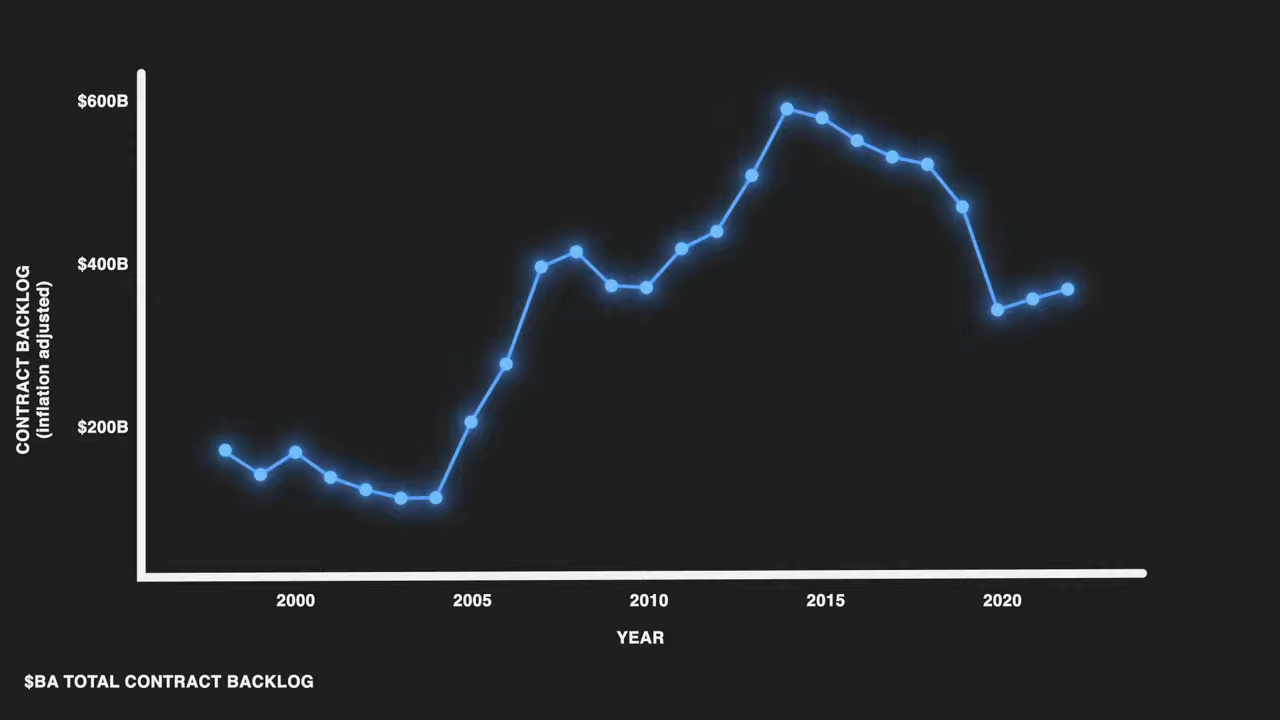 $600B
$400B
$200B
CONTRACT BACKLOG
(inflation adjusted)
2000
2005
2010
2015
2020
YEAR
$BA TOTAL CONTRACT BACKLOG